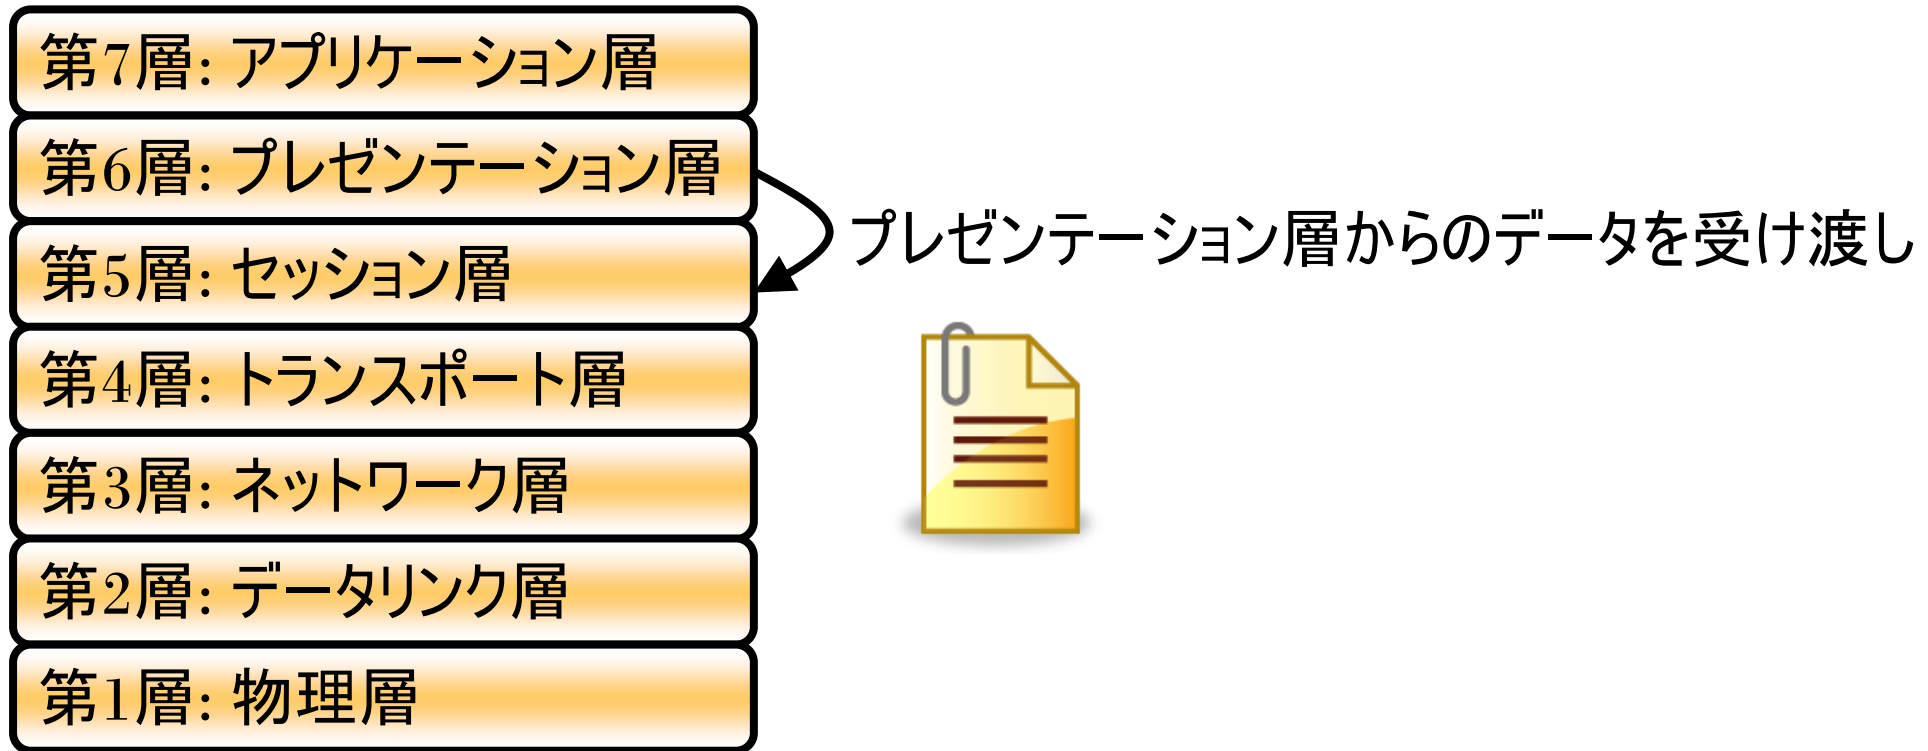 第7層: アプリケーション層
第6層: プレゼンテーション層
プレゼンテーション層からのデータを受け渡し
第5層: セッション層
第4層: トランスポート層
第3層: ネットワーク層
第2層: データリンク層
第1層: 物理層